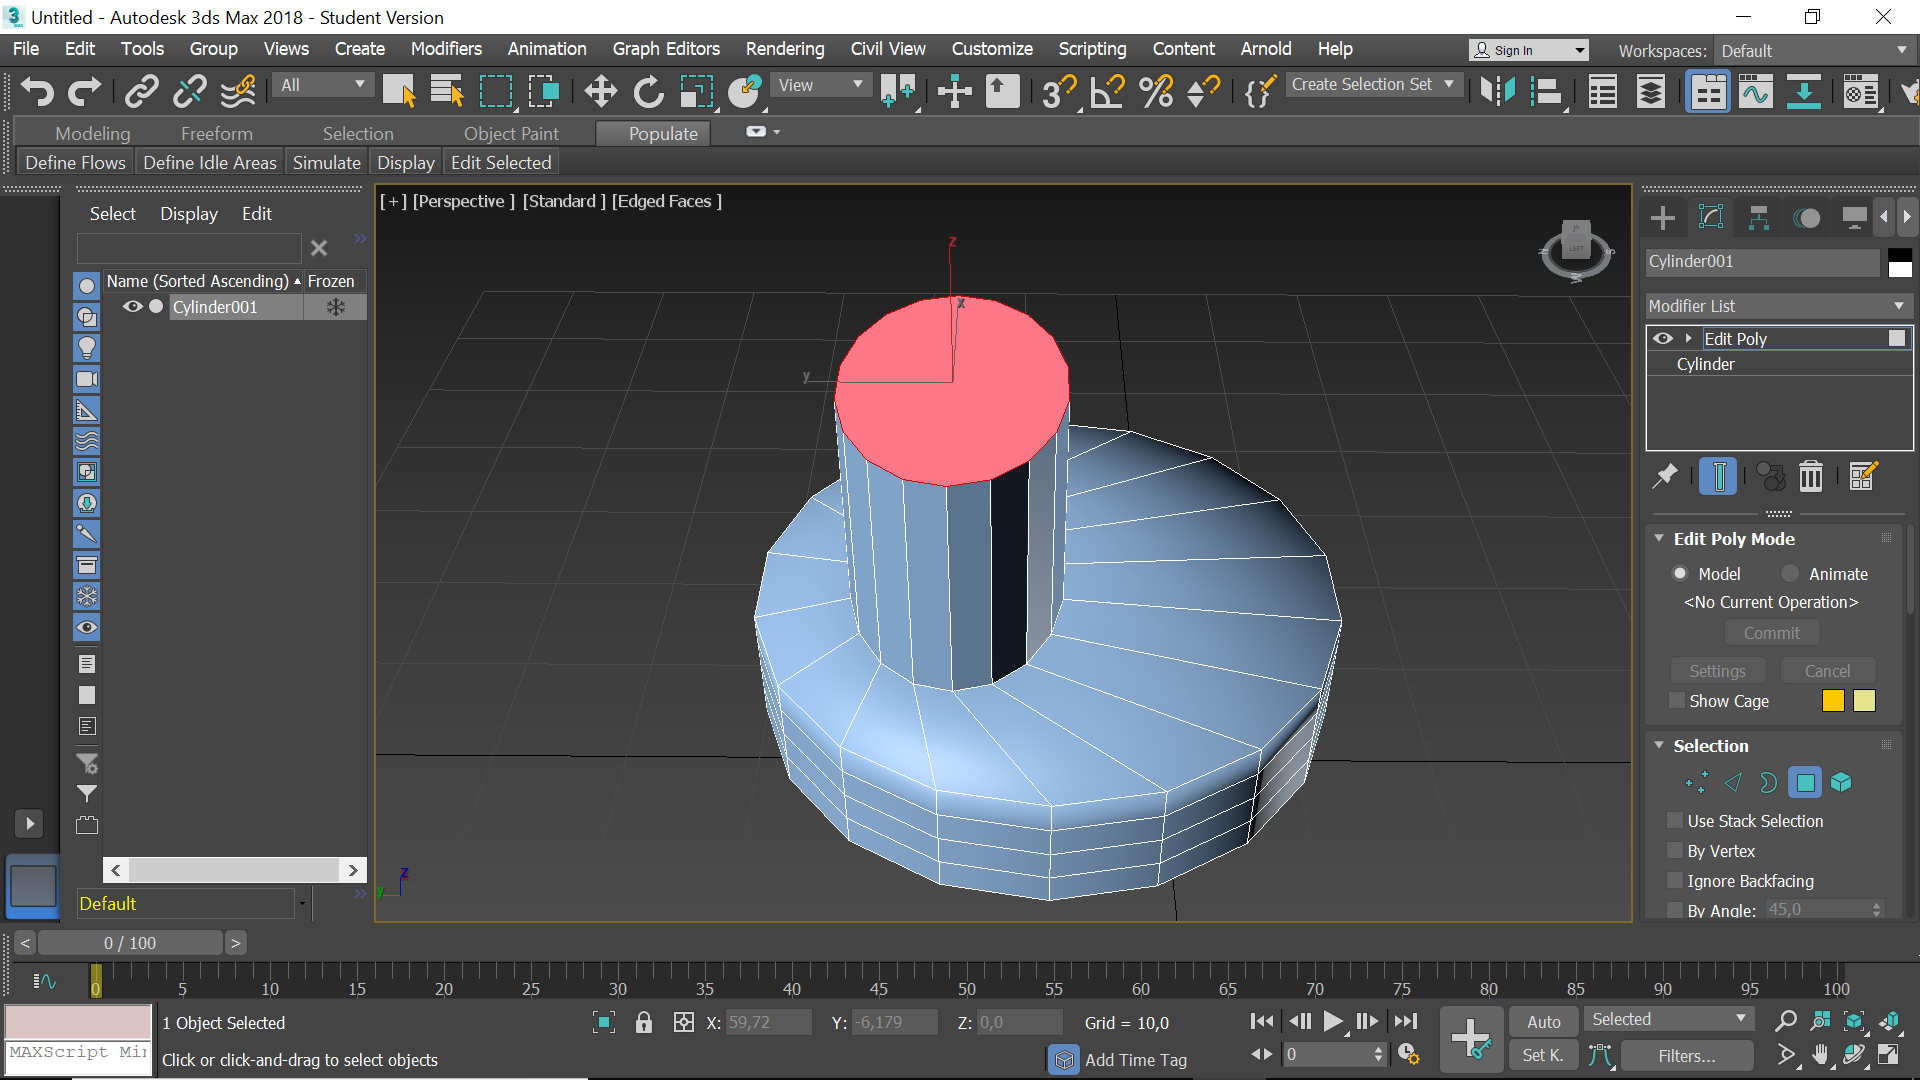 Untitled - Autodesk 3ds Max 2018 - Student Version
File Edit Tools Group Views Create Modifiers Animation Graph Editors Rendering Civil View Customize Scripting Content Arnold Help Sign In Workspaces: Default
All View Create Selection Set
Modeling Freeform Selection Object Paint Populate
Define Flows Define Idle Areas Simulate Display Edit Selected
Select Display Edit
[ + ] [Perspective ] [Standard ] [Edged Faces ]
Name (Sorted Ascending) Frozen
Cylinder001
z
x
y
LEFT
S
W
Cylinder001
Modifier List
Edit Poly
Cylinder
Edit Poly Mode
Model Animate
<No Current Operation>
Commit
Settings Cancel
Show Cage
Selection
Use Stack Selection
By Vertex
Ignore Backfacing
By Angle: 45,0
z
y
Default
< 0 / 100 >
0 5 10 15 20 25 30 35 40 45 50 55 60 65 70 75 80 85 90 95 100
1 Object Selected X: 59,72 Y: -6,179 Z: 0,0 Grid = 10,0 Auto Selected
MAXScript Mi
Click or click-and-drag to select objects Add Time Tag 0 Set K. Filters...